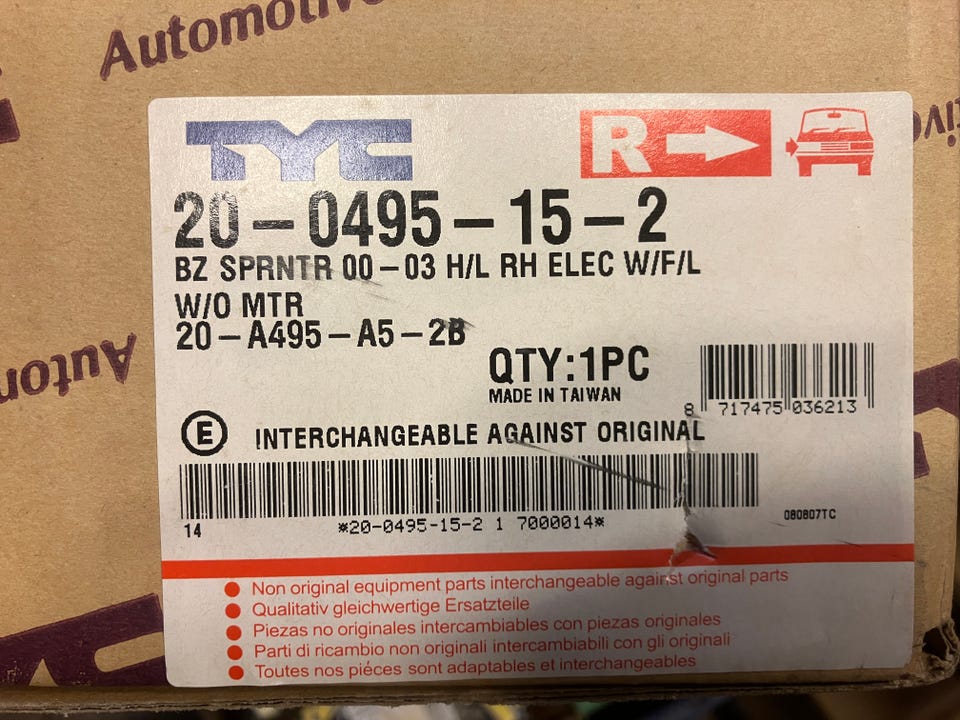 Automotive
TYC
R
20-0495-15-2
BZ SPRNTR 00-03 H/L RH ELEC W/F/L
W/O MTR
20-A495-A5-2B
QTY:1PC
MADE IN TAIWAN
8 717475 036213
E INTERCHANGEABLE AGAINST ORIGINAL
14 *20-0495-15-2 1 7000014*
080807TC
Non original equipment parts interchangeable against original parts
Qualitativ gleichwertige Ersatzteile
Piezas no originales intercambiables con piezas originales
Parti di ricambio non originali intercambiabili con gli originali
Toutes nos piéces sont adaptables et interchangeables